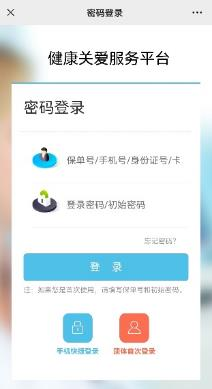 密码登录
健康关爱服务平台
密码登录
保单号/手机号/身份证号/卡
登录密码/初始密码
忘记密码？
登 录
注：如果您是首次使用，请填写保单号和初始密码。
手机快捷登录
团体首次登录